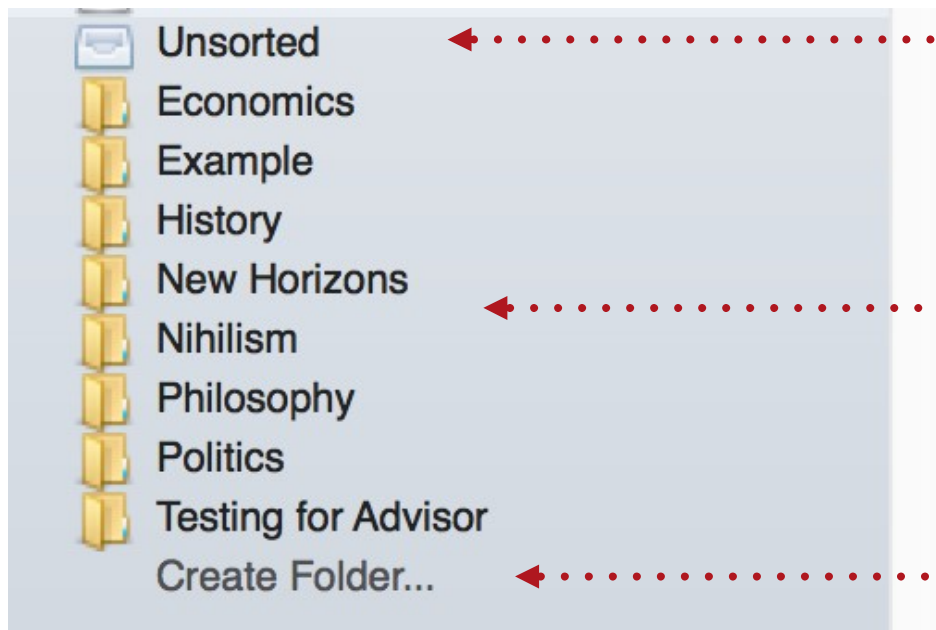 Unsorted
Economics
Example
History
New Horizons
Nihilism
Philosophy
Politics
Testing for Advisor
Create Folder...